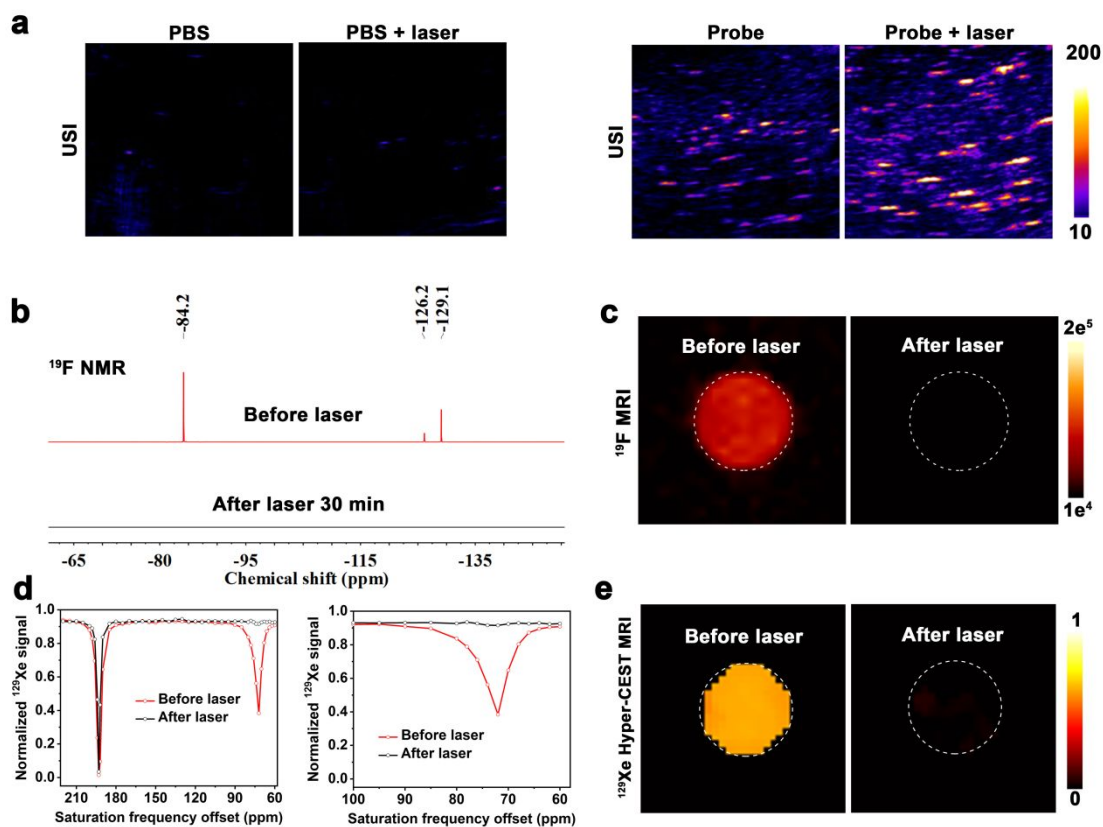 a
PBS
PBS + laser
Probe
Probe + laser
USI
USI
200
10
b
-84.2
-126.2
-129.1
¹⁹F NMR
Before laser
After laser 30 min
-65 -84 -95 -115 -135
Chemical shift (ppm)
c
Before laser
After laser
¹⁹F MRI
2e⁵
1e⁴
d
Normalized ¹²⁹Xe signal
1.0
0.8
0.6
0.4
0.2
0.0
Before laser
After laser
210 180 150 120 90 60
Saturation frequency offset (ppm)
Normalized ¹²⁹Xe signal
1.0
0.8
0.6
0.4
0.2
0.0
Before laser
After laser
100 90 80 70 60
Saturation frequency offset (ppm)
e
Before laser
After laser
¹²⁹Xe Hyper-CEST MRI
1
0